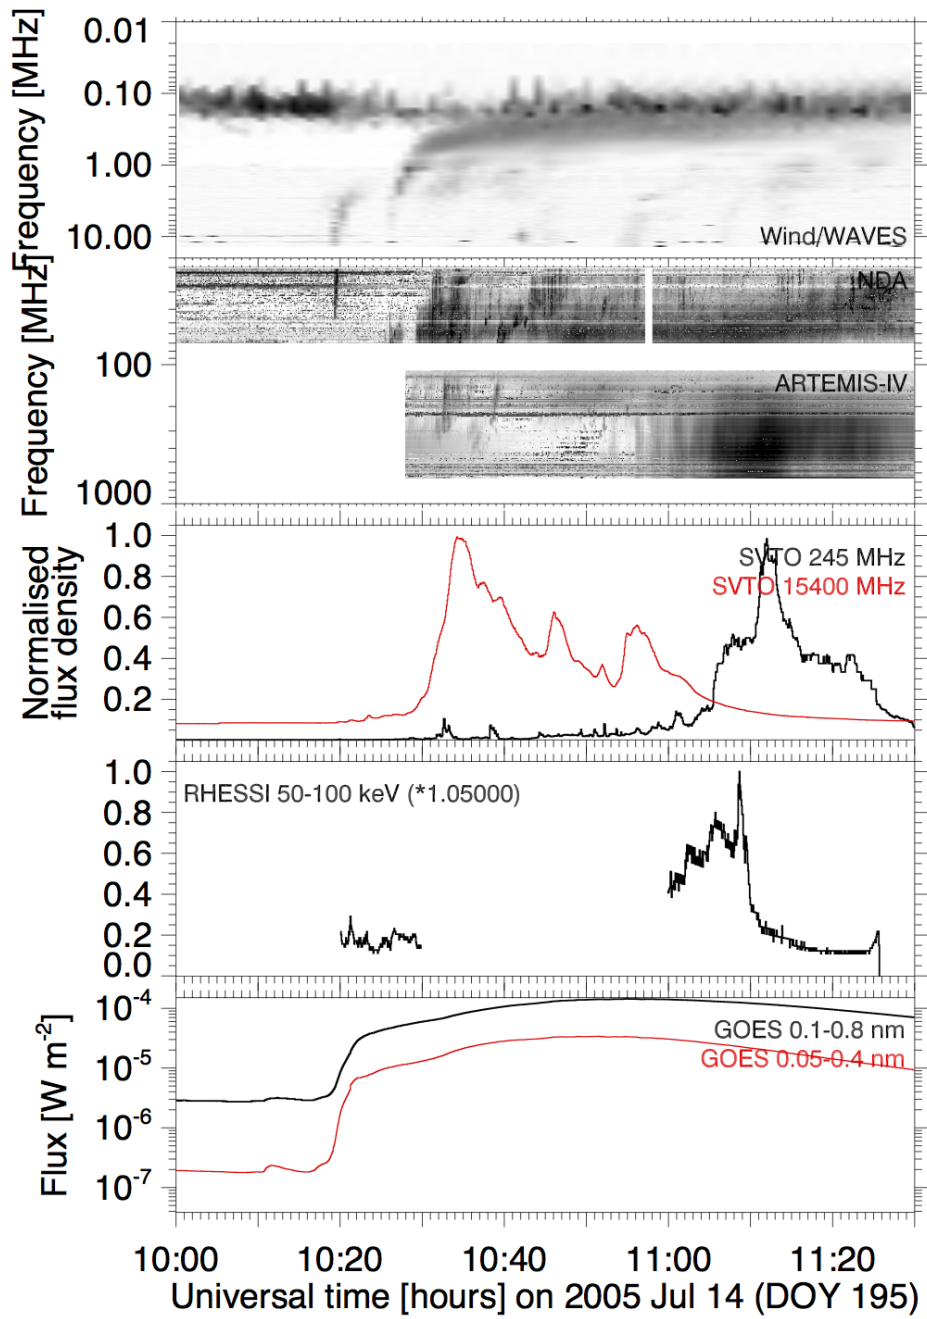 0.01
0.10
1.00
10.00
Frequency [MHz]
Wind/WAVES
NDA
100
ARTEMIS-IV
1000
Frequency [MHz]
1.0
0.8
0.6
0.4
0.2
Normalised
flux density
SVTO 245 MHz
SVTO 15400 MHz
1.0
0.8
0.6
0.4
0.2
0.0
RHESSI 50-100 keV (*1.05000)
10⁻⁴
10⁻⁵
10⁻⁶
10⁻⁷
Flux [W m⁻²]
GOES 0.1-0.8 nm
GOES 0.05-0.4 nm
10:00 10:20 10:40 11:00 11:20
Universal time [hours] on 2005 Jul 14 (DOY 195)